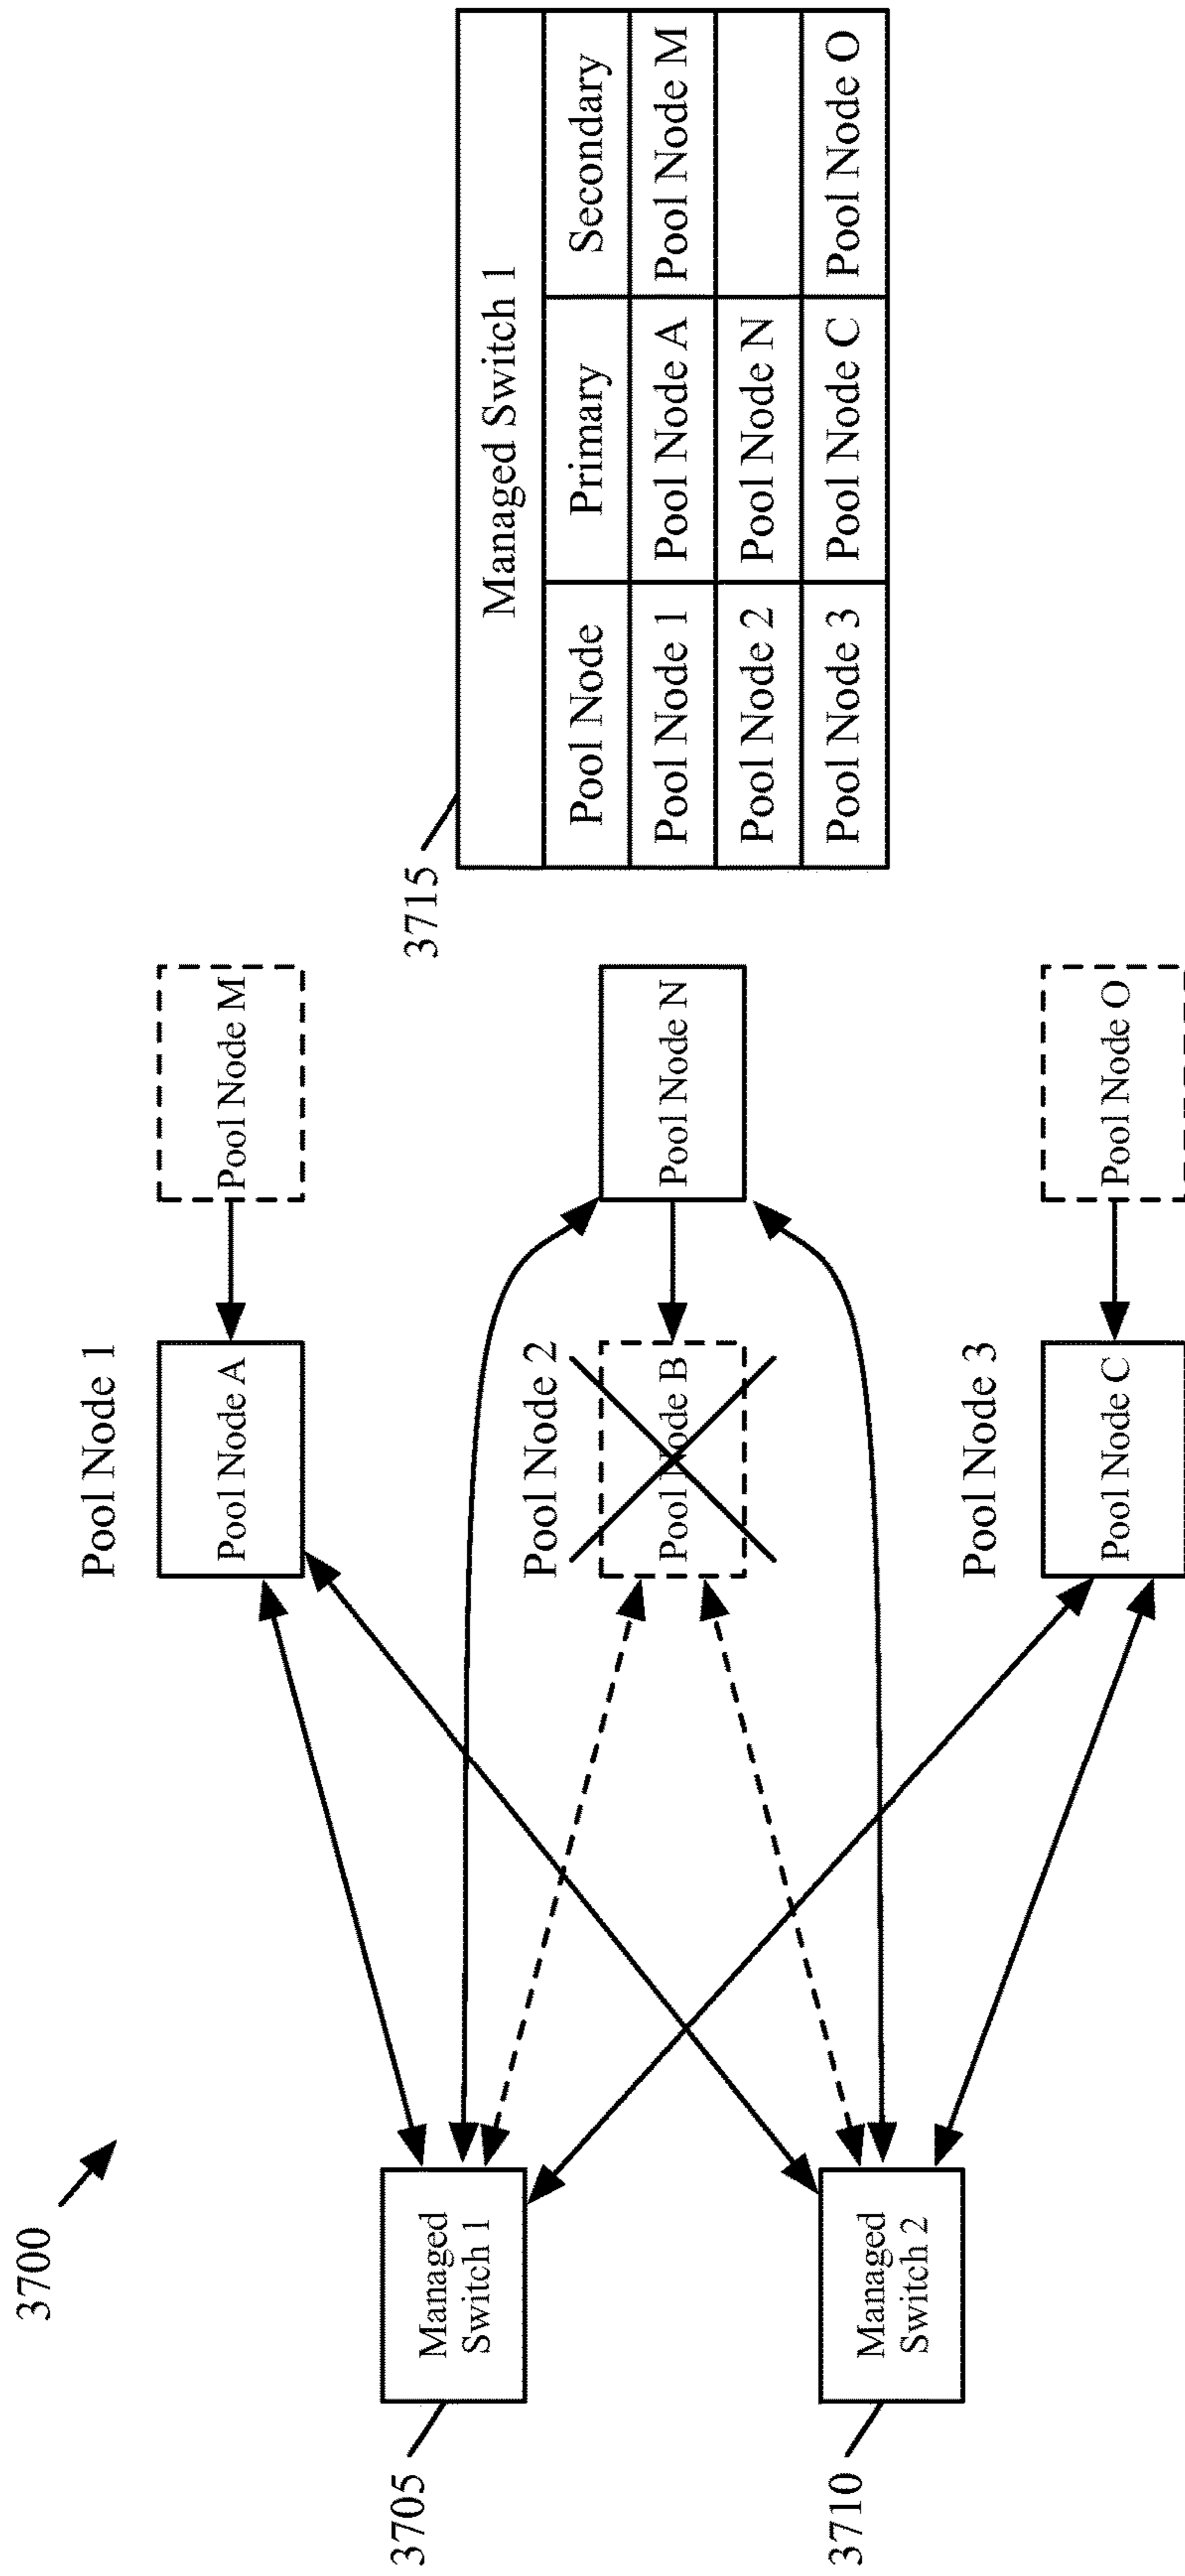 3700
3705
Managed
Switch 1
3710
Managed
Switch 2
Pool Node 1
Pool Node A
Pool Node M
Pool Node 2
Pool Node B
Pool Node N
Pool Node 3
Pool Node C
Pool Node O
3715
Managed Switch 1
Pool Node Primary Secondary
Pool Node 1 Pool Node A Pool Node M
Pool Node 2 Pool Node N
Pool Node 3 Pool Node C Pool Node O